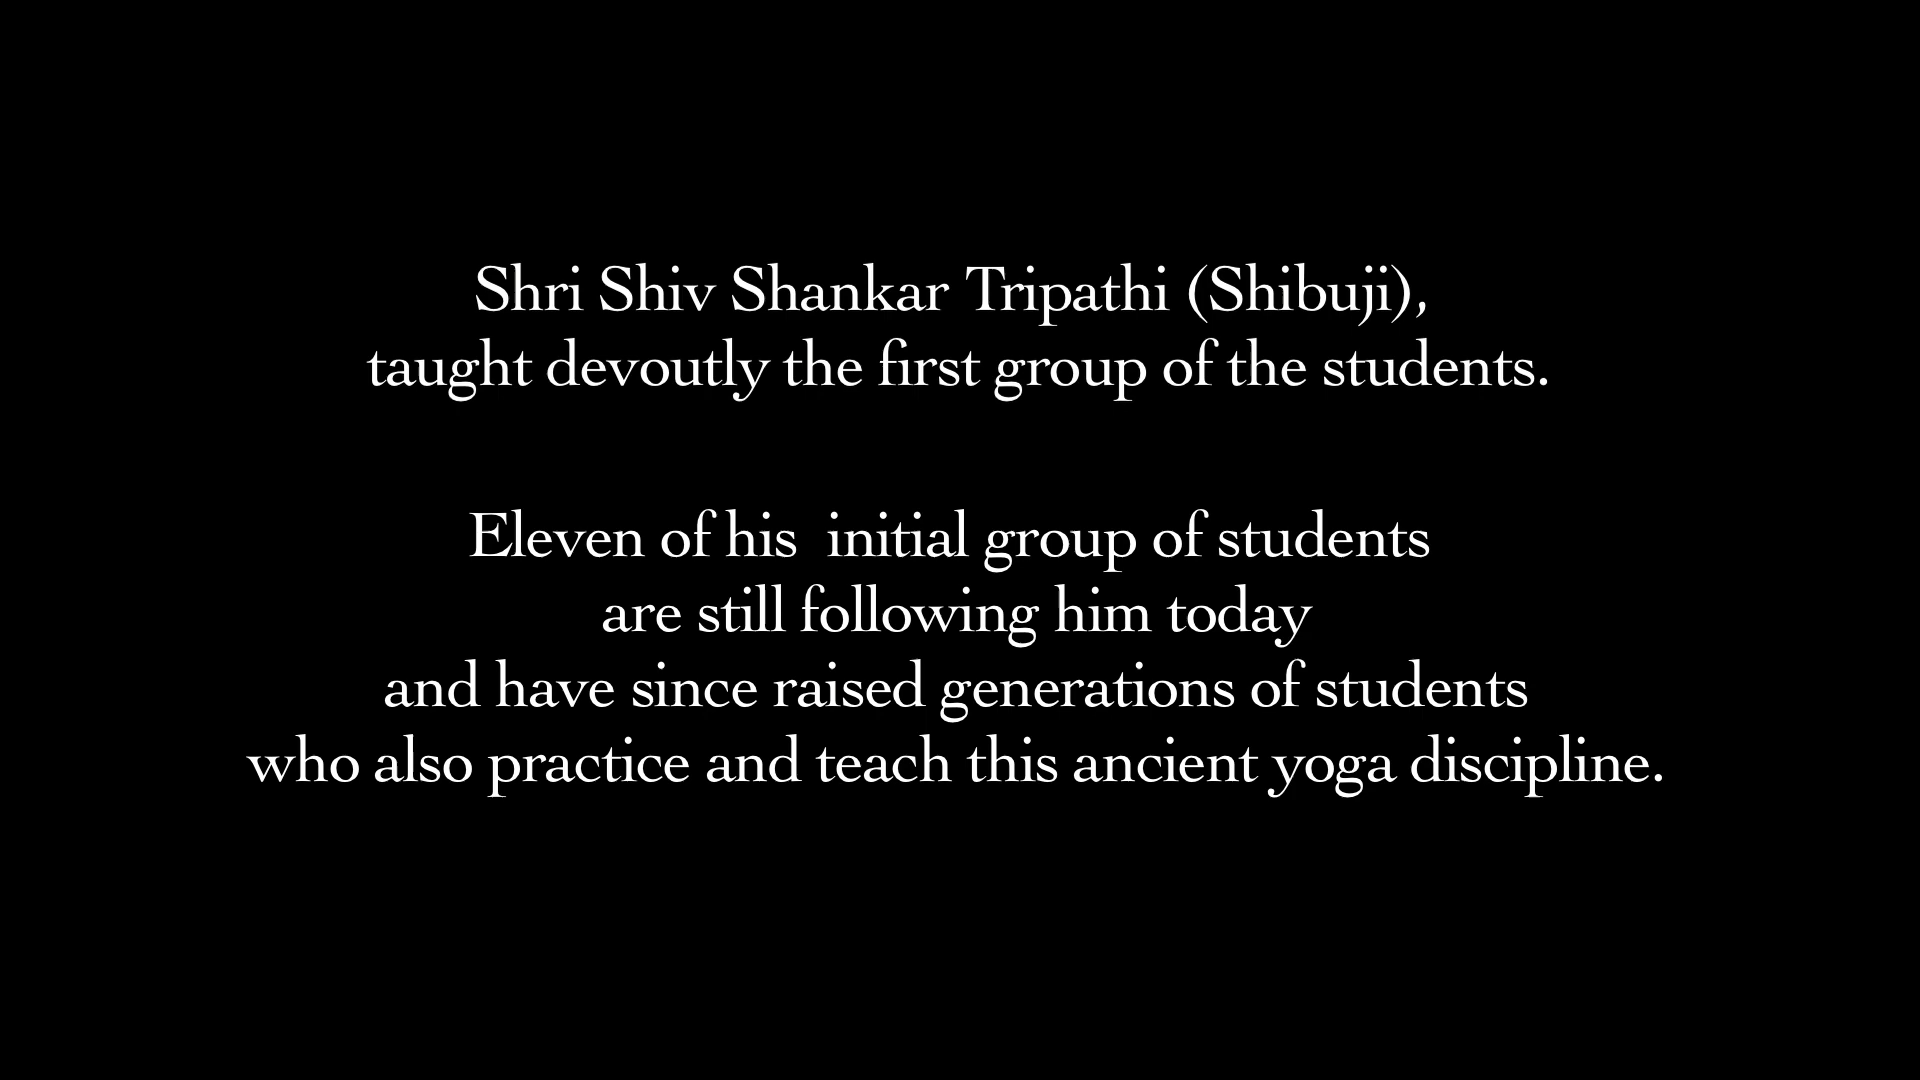 Shri Shiv Shankar Tripathi (Shibuji),
taught devoutly the first group of the students.
Eleven of his  initial group of students
are still following him today
and have since raised generations of students
who also practice and teach this ancient yoga discipline.